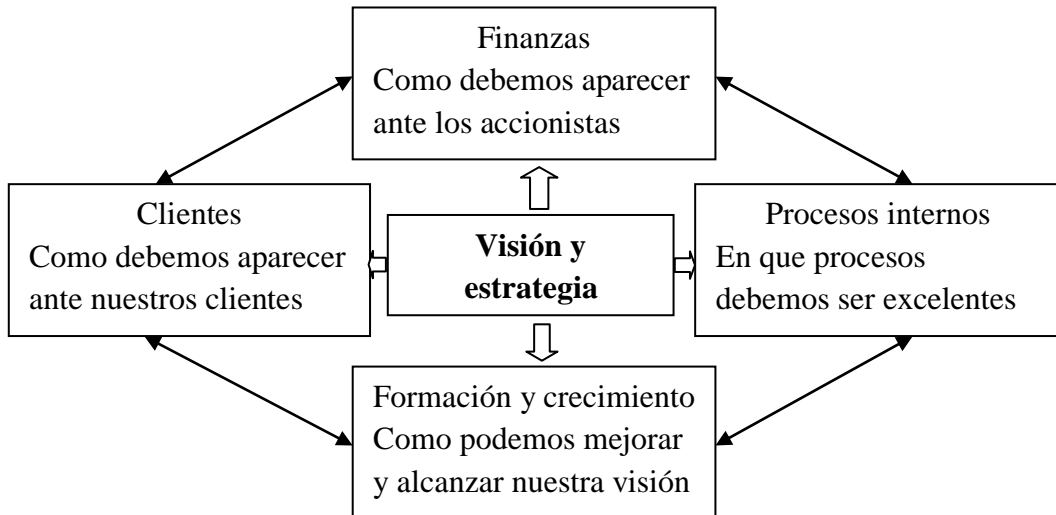 Finanzas
Como debemos aparecer
ante los accionistas
Clientes
Como debemos aparecer
ante nuestros clientes
Visión y
estrategia
Procesos internos
En que procesos
debemos ser excelentes
Formación y crecimiento
Como podemos mejorar
y alcanzar nuestra visión